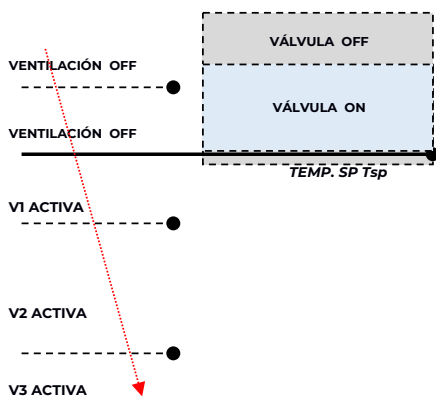 VÁLVULA OFF
VENTILACIÓN OFF
VÁLVULA ON
VENTILACIÓN OFF
TEMP. SP Tsp
V1 ACTIVA
V2 ACTIVA
V3 ACTIVA